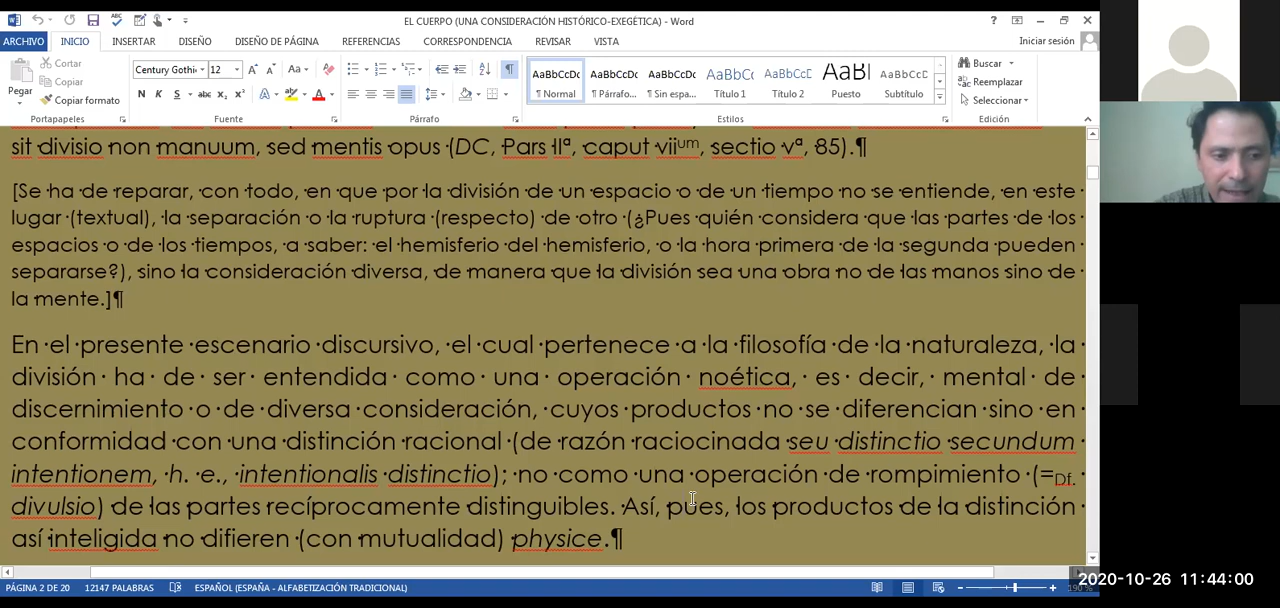 EL CUERPO (UNA CONSIDERACIÓN HISTÓRICO-EXEGÉTICA) - Word
ARCHIVO INICIO INSERTAR DISEÑO DISEÑO DE PÁGINA REFERENCIAS CORRESPONDENCIA REVISAR VISTA Iniciar sesión
Pegar
Cortar
Copiar
Copiar formato
Portapapeles
Century Gothi 12
N K S abc x₂ x²
Fuente
Párrafo
AaBbCcDc AaBbCcDc AaBbCcDc AaBbCc AaBbCcD AaBl AaBbCcD
¶ Normal ¶ Párrafo... ¶ Sin espa... Título 1 Título 2 Puesto Subtítulo
Estilos
Buscar
Reemplazar
Seleccionar
Edición
sit divisio non manuum, sed mentis opus (DC, Pars IIª, caput viiᵘᵐ, sectio vª, 85).¶
[Se ha de reparar, con todo, en que por la división de un espacio o de un tiempo no se entiende, en este
lugar (textual), la separación o la ruptura (respecto) de otro (¿Pues quién considera que las partes de los
espacios o de los tiempos, a saber: el hemisferio del hemisferio, o la hora primera de la segunda pueden
separarse?), sino la consideración diversa, de manera que la división sea una obra no de las manos sino de
la mente.]¶
En el presente escenario discursivo, el cual pertenece a la filosofía de la naturaleza, la
división ha de ser entendida como una operación noética, es decir, mental de
discernimiento o de diversa consideración, cuyos productos no se diferencian sino en
conformidad con una distinción racional (de razón raciocinada seu distinctio secundum
intentionem, h. e., intentionalis distinctio); no como una operación de rompimiento (=Df.
divulsio) de las partes recíprocamente distinguibles. Así, pues, los productos de la distinción
así inteligida no difieren (con mutualidad) physice.¶
PÁGINA 2 DE 20 12147 PALABRAS ESPAÑOL (ESPAÑA - ALFABETIZACIÓN TRADICIONAL) 190 %
2020-10-26 11:44:00